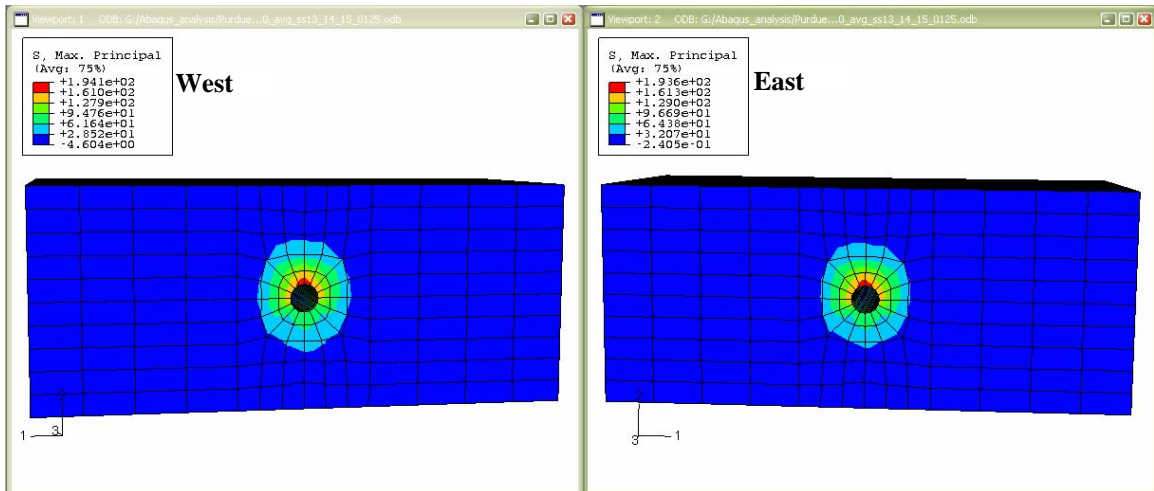 Viewport: 1 ODB: G:/Abaqus_analysis/Purdue...0_avg_ss13_14_15_0125.odb
S, Max. Principal
(Avg: 75%)
+1.941e+02
+1.610e+02
+1.279e+02
+9.476e+01
+6.164e+01
+2.852e+01
-4.604e+00
West
2
1
3
Viewport: 2 ODB: G:/Abaqus_analysis/Purdue...0_avg_ss13_14_15_0125.odb
S, Max. Principal
(Avg: 75%)
+1.936e+02
+1.613e+02
+1.290e+02
+9.669e+01
+6.438e+01
+3.207e+01
-2.405e-01
East
2
3
1